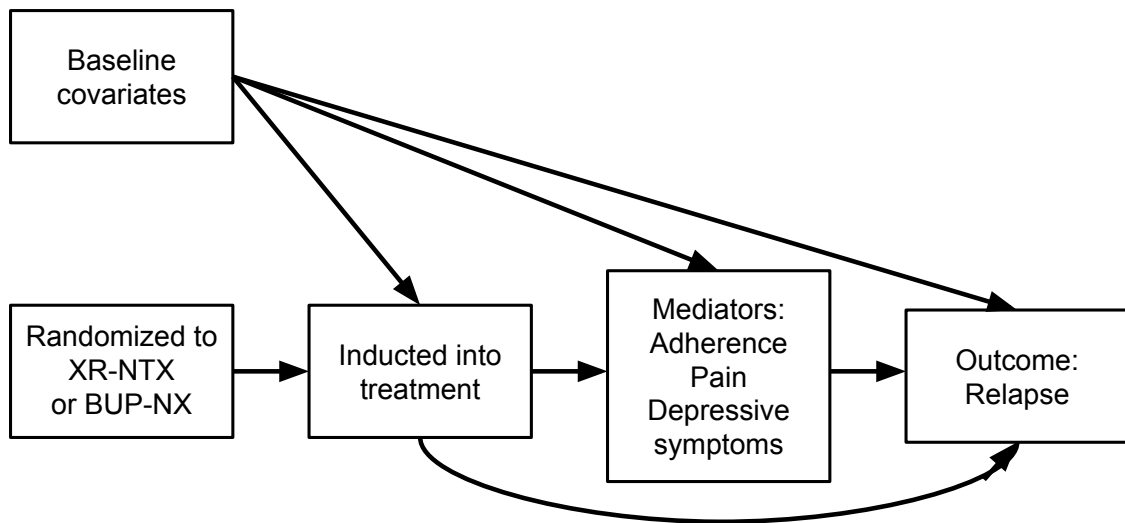 Baseline
covariates
Randomized to
XR-NTX
or BUP-NX
Inducted into
treatment
Mediators:
Adherence
Pain
Depressive
symptoms
Outcome:
Relapse